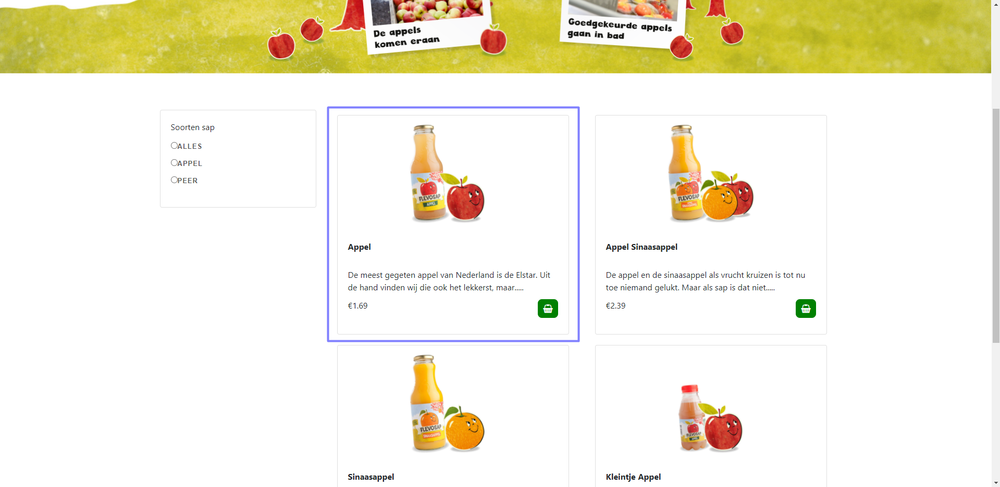 De appels
komen eraan
Goedgekeurde appels
gaan in bad
Soorten sap
ALLES
APPEL
PEER
FLEVOSAP
APPEL
Appel
De meest gegeten appel van Nederland is de Elstar. Uit
de hand vinden wij die ook het lekkerst, maar.....
€1.69
FLEVOSAP
APPEL
SINAASAPPEL
Appel Sinaasappel
De appel en de sinaasappel als vrucht kruizen is tot nu
toe niemand gelukt. Maar als sap is dat niet.....
€2.39
FLEVOSAP
SINAASAPPEL
Sinaasappel
FLEVOSAP
APPEL
Kleintje Appel